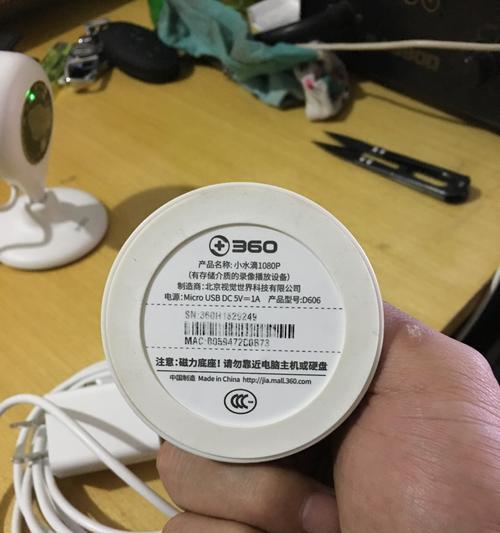 360
产品名称: 小水滴1080P
(有存储介质的录像播放设备)
制造商:北京视觉世界科技有限公司
电源:Micro USB DC 5V⎓1A 产品型号:D606
SN:360H1829249
MAC:B0594720GB73
注意:磁力底座!请勿靠近电脑主机或硬盘
中国制造 Made in China http://jia.mall.360.com
CCC